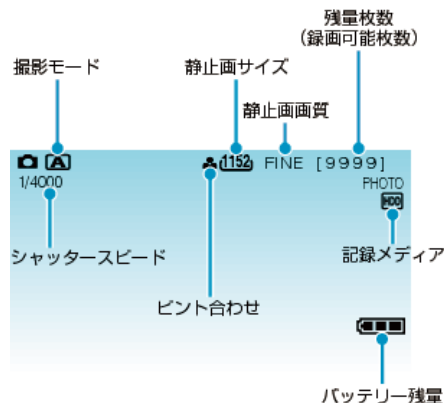 残量枚数
（録画可能枚数）
撮影モード
静止画サイズ
静止画画質
A
1152
FINE
[9999]
1/4000
PHOTO
HDD
シャッタースピード
記録メディア
ピント合わせ
バッテリー残量